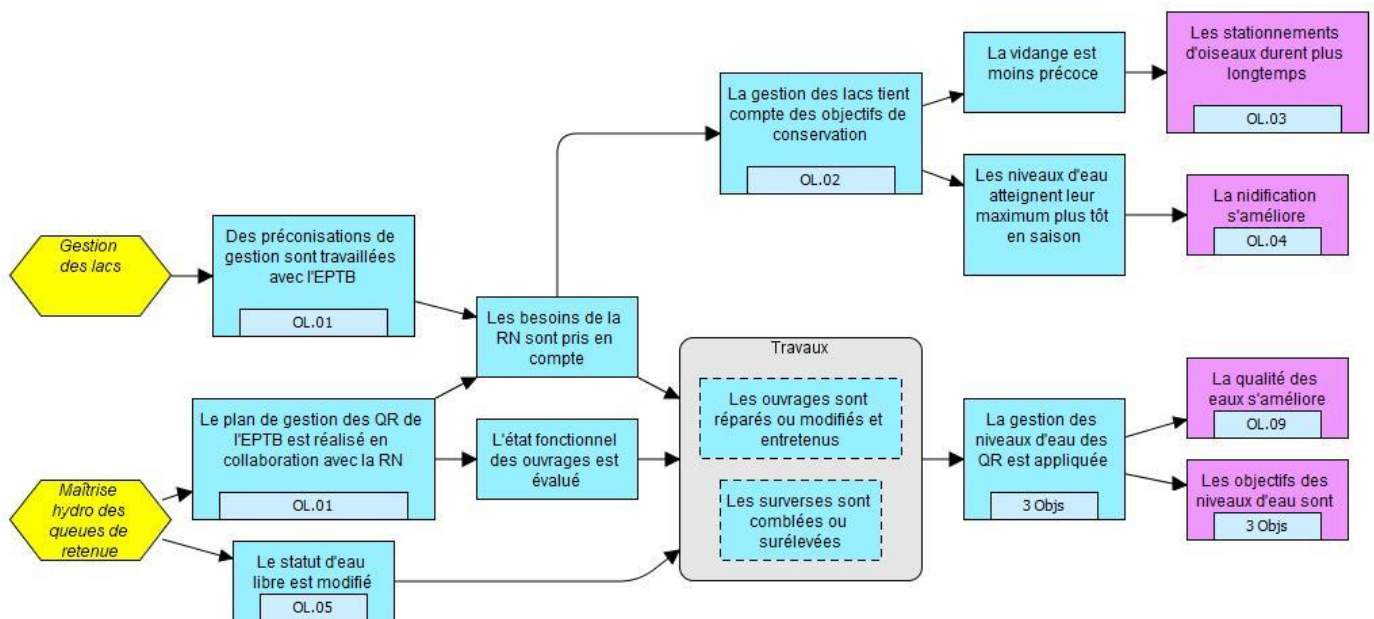 Gestion
des lacs
Des préconisations de
gestion sont travaillées
avec l'EPTB
OL.01
Maîtrise
hydro des
queues de
retenue
Le plan de gestion des QR de
l'EPTB est réalisé en
collaboration avec la RN
OL.01
Le statut d'eau
libre est modifié
OL.05
Les besoins de la
RN sont pris en
compte
L'état fonctionnel
des ouvrages est
évalué
La gestion des lacs tient
compte des objectifs de
conservation
OL.02
Travaux
Les ouvrages sont
réparés ou modifiés et
entretenus
Les surverses sont
comblées ou
surélevées
La vidange est
moins précoce
Les niveaux d'eau
atteignent leur
maximum plus tôt
en saison
La gestion des
niveaux d'eau des
QR est appliquée
3 Objs
Les stationnements
d'oiseaux durent plus
longtemps
OL.03
La nidification
s'améliore
OL.04
La qualité des
eaux s'améliore
OL.09
Les objectifs des
niveaux d'eau sont
3 Objs